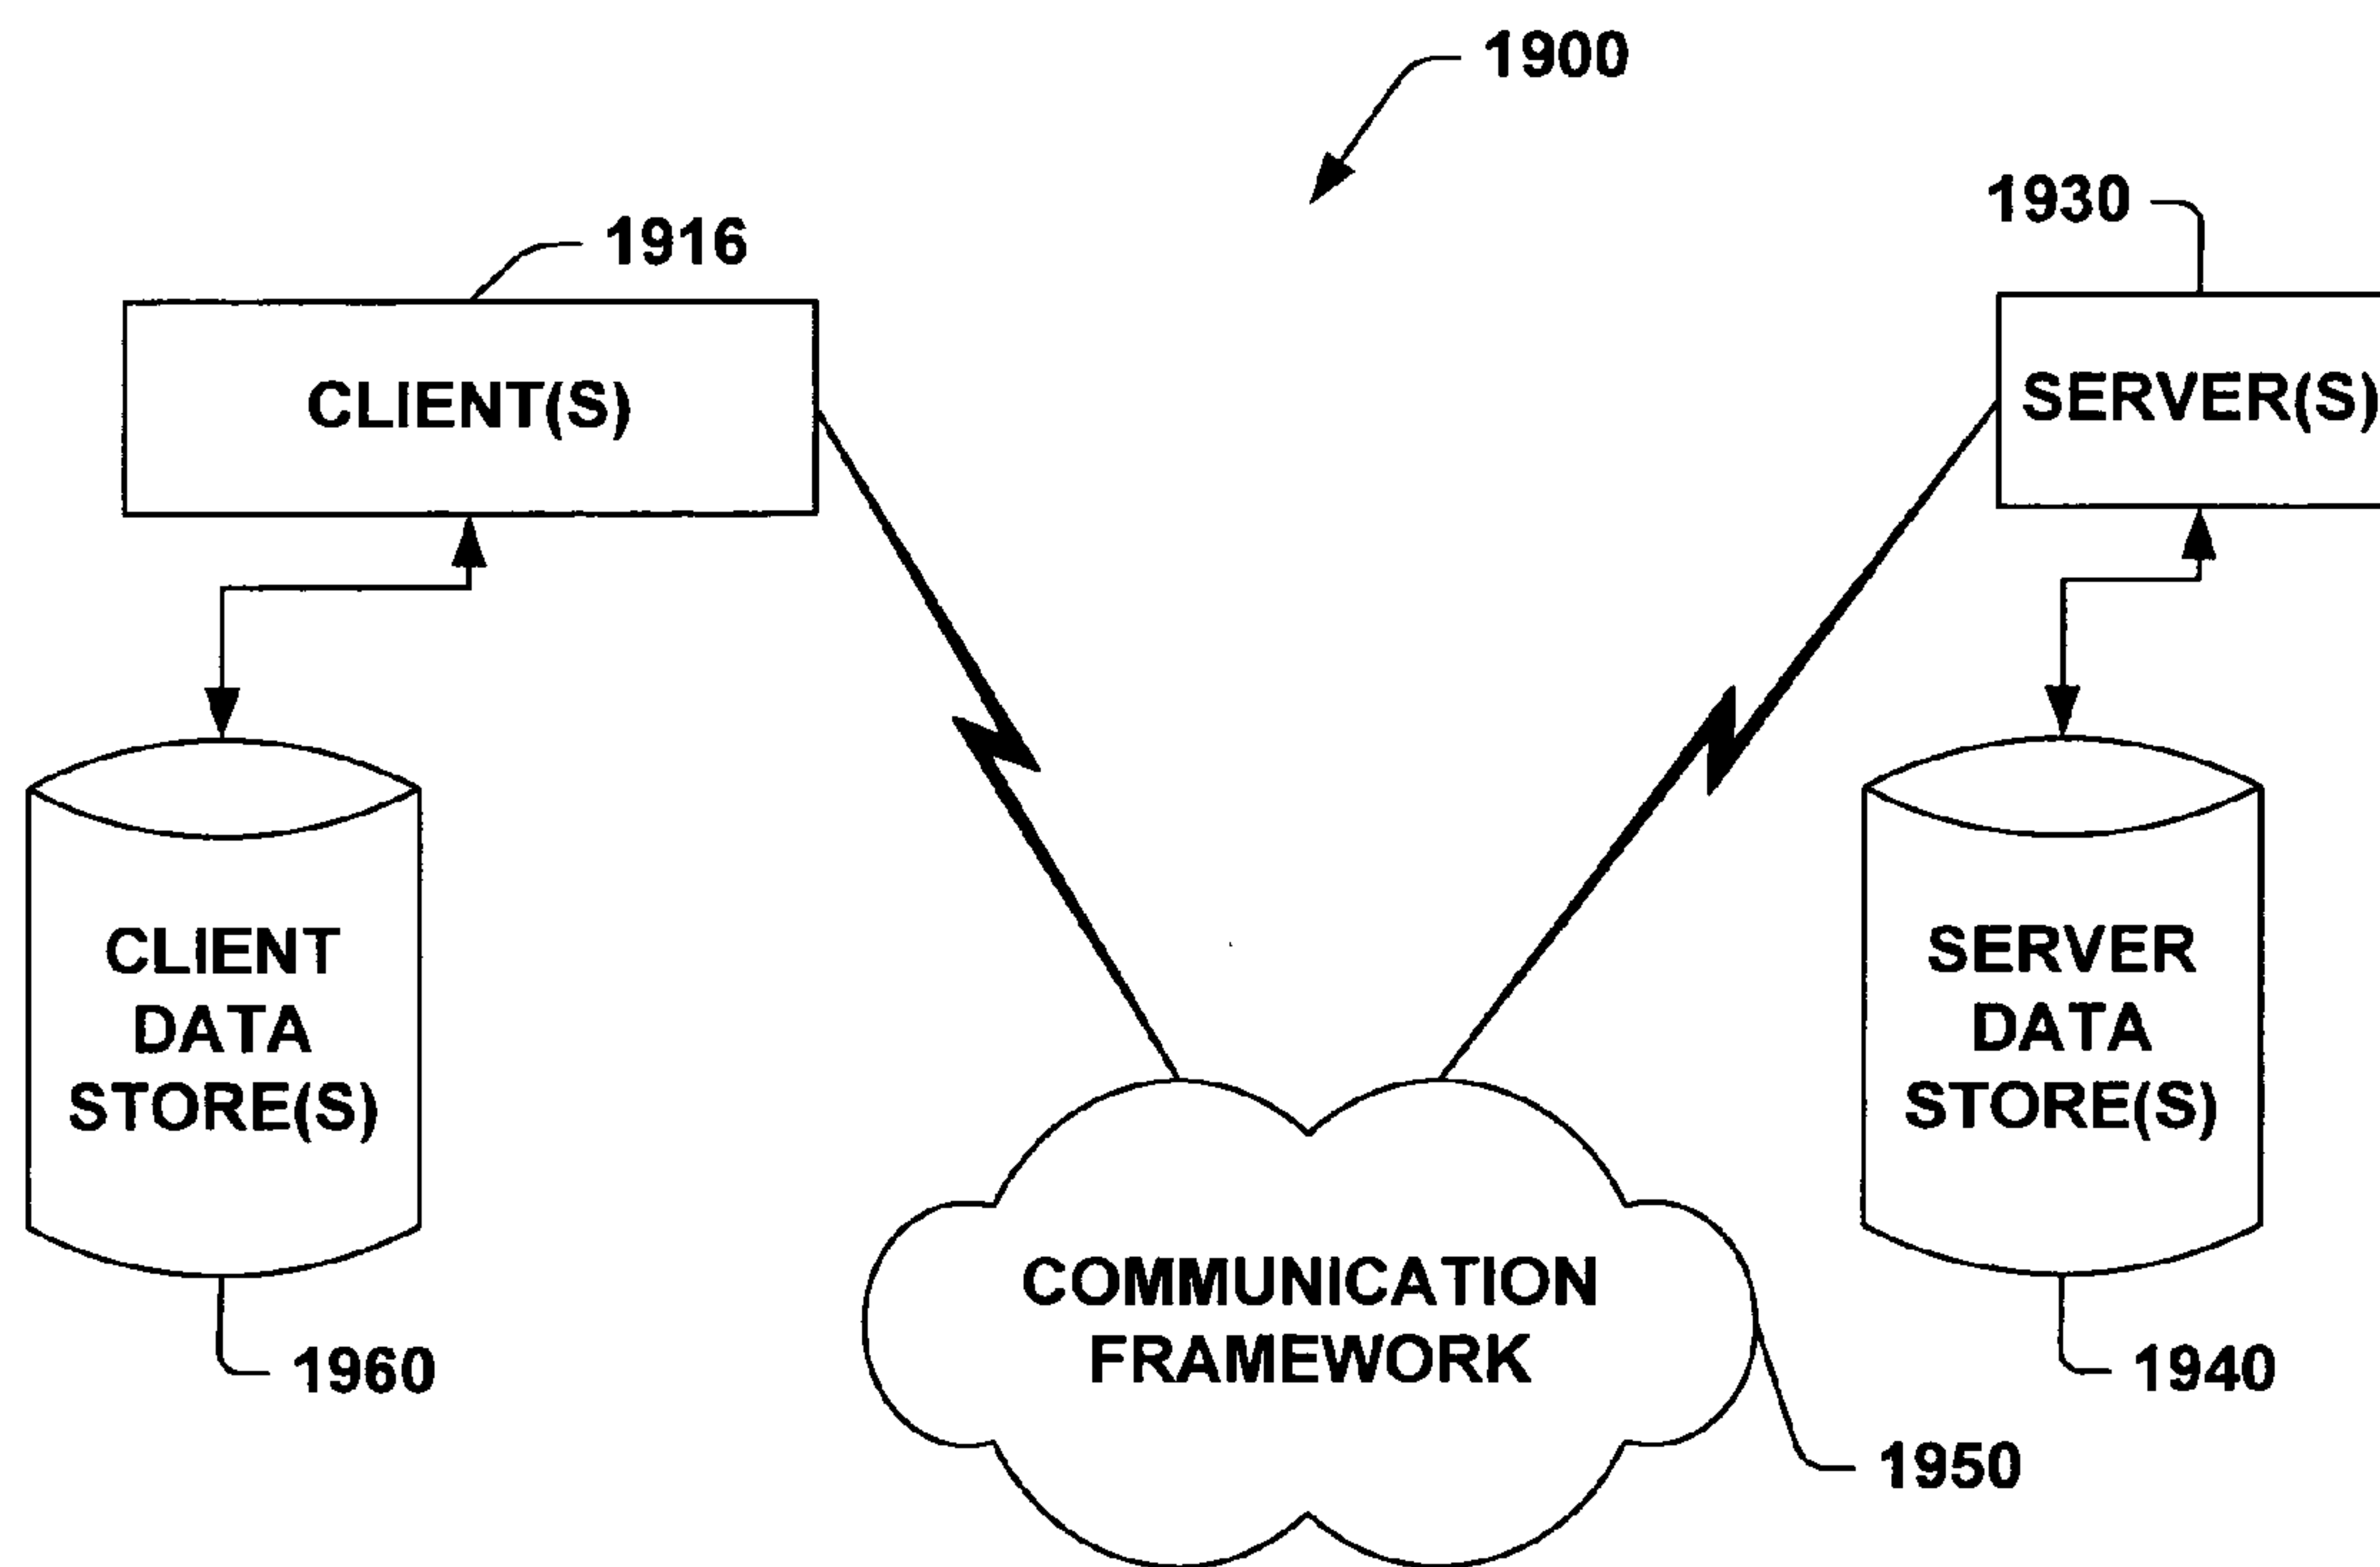 1900
1916
1930
CLIENT(S)
SERVER(S)
CLIENT
DATA
STORE(S)
SERVER
DATA
STORE(S)
COMMUNICATION
FRAMEWORK
1960
1940
1950